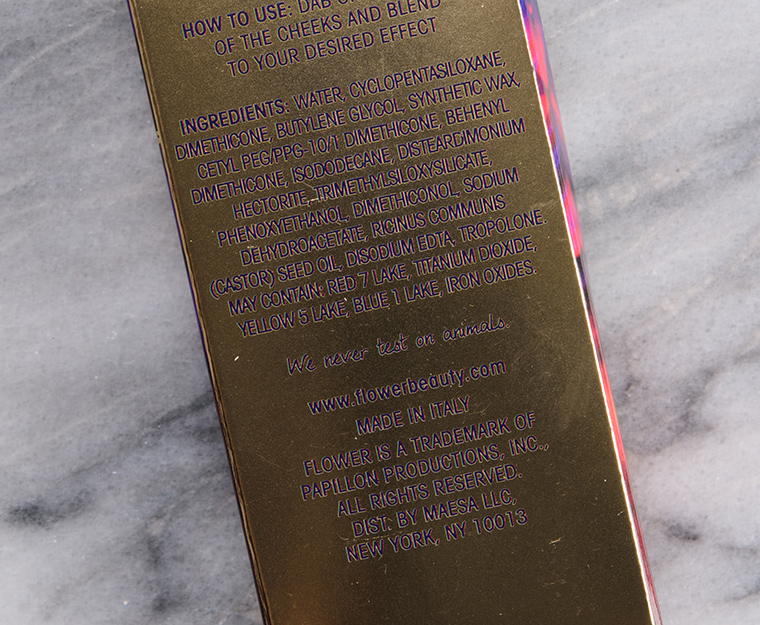 HOW TO USE: DAB
OF THE CHEEKS AND BLEND
TO YOUR DESIRED EFFECT
INGREDIENTS: WATER, CYCLOPENTASILOXANE,
DIMETHICONE, BUTYLENE GLYCOL, SYNTHETIC WAX,
CETYL PEG/PPG-10/1 DIMETHICONE, BEHENYL
DIMETHICONE, ISODODECANE, DISTEARDIMONIUM
HECTORITE, TRIMETHYLSILOXYSILICATE,
PHENOXYETHANOL, DIMETHICONOL, SODIUM
DEHYDROACETATE, RICINUS COMMUNIS
(CASTOR) SEED OIL, DISODIUM EDTA, TROPOLONE.
MAY CONTAIN: RED 7 LAKE, TITANIUM DIOXIDE,
YELLOW 5 LAKE, BLUE 1 LAKE, IRON OXIDES.
We never test on animals.
www.flowerbeauty.com
MADE IN ITALY
FLOWER IS A TRADEMARK OF
PAPILLON PRODUCTIONS, INC.,
ALL RIGHTS RESERVED.
DIST. BY MAESA LLC,
NEW YORK, NY 10013